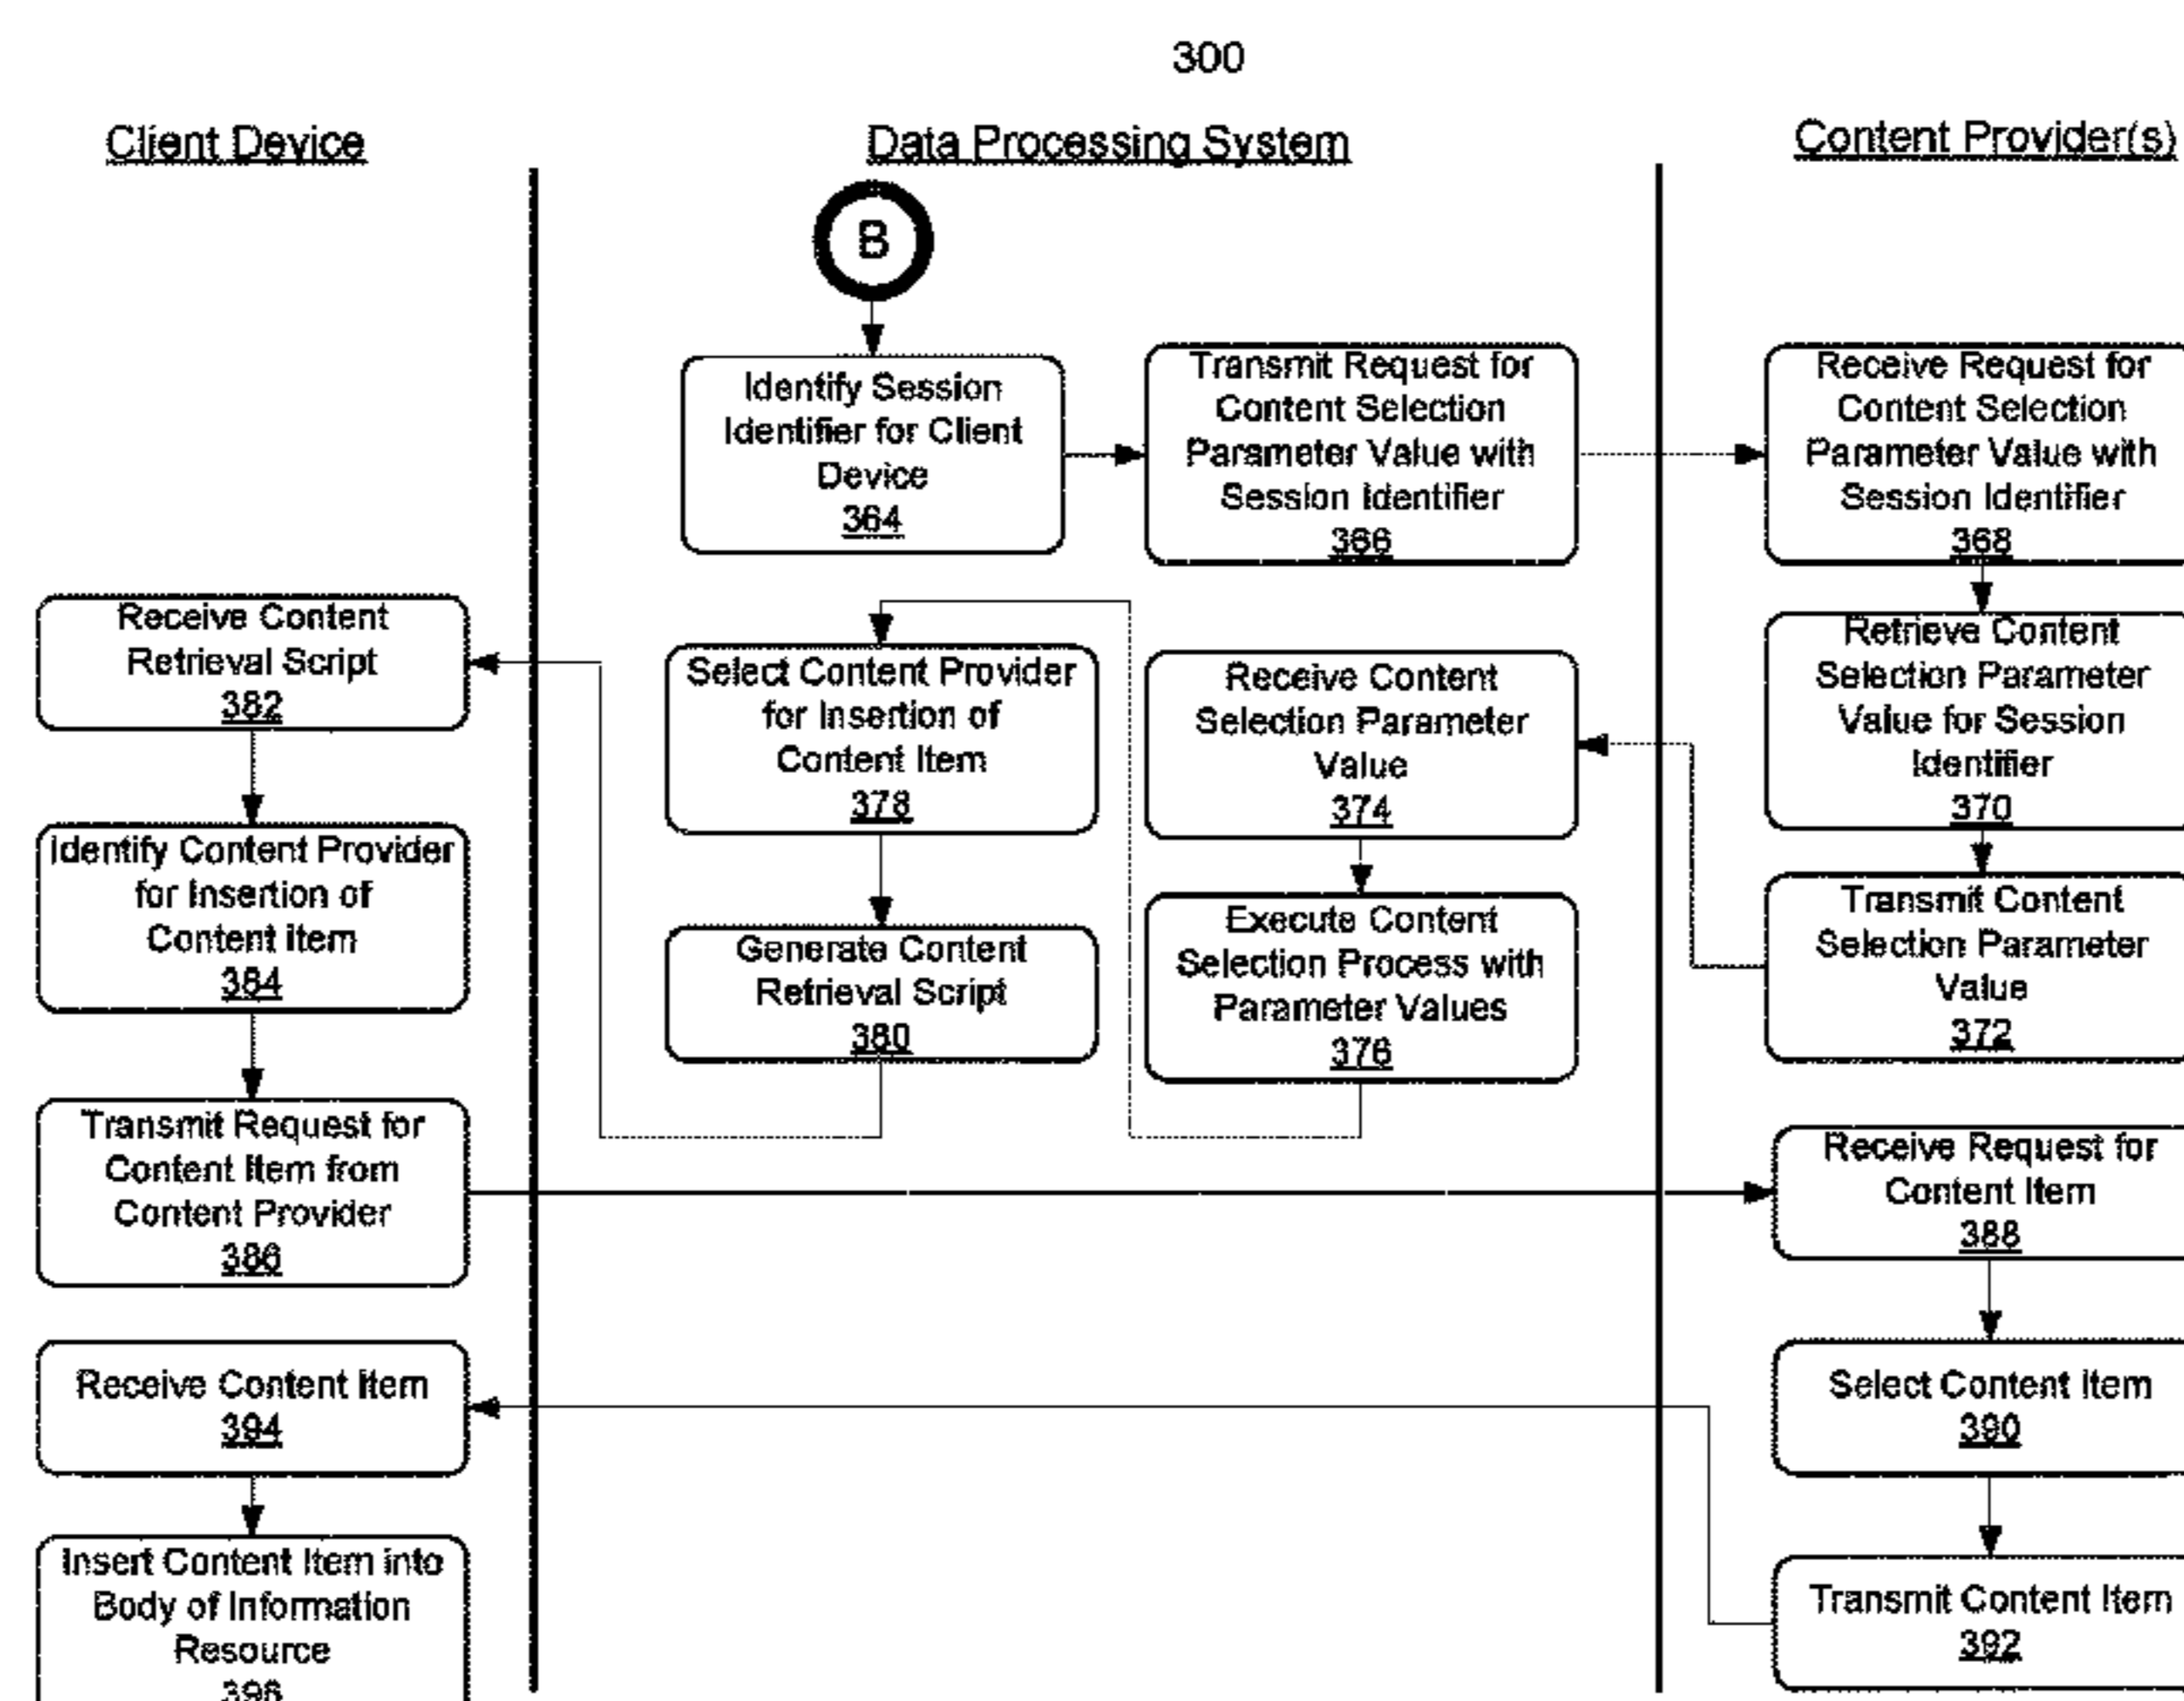 300
Client Device
Data Processing System
Content Provider(s)
B
Identify Session
Identifier for Client
Device
364
Transmit Request for
Content Selection
Parameter Value with
Session Identifier
366
Receive Request for
Content Selection
Parameter Value with
Session Identifier
368
Receive Content
Retrieval Script
382
Select Content Provider
for Insertion of
Content Item
378
Receive Content
Selection Parameter
Value
374
Retrieve Content
Selection Parameter
Value for Session
Identifier
370
Identify Content Provider
for Insertion of
Content Item
384
Generate Content
Retrieval Script
380
Execute Content
Selection Process with
Parameter Values
376
Transmit Content
Selection Parameter
Value
372
Transmit Request for
Content Item from
Content Provider
386
Receive Request for
Content Item
388
Receive Content Item
394
Select Content Item
390
Insert Content Item into
Body of Information
Resource
396
Transmit Content Item
392